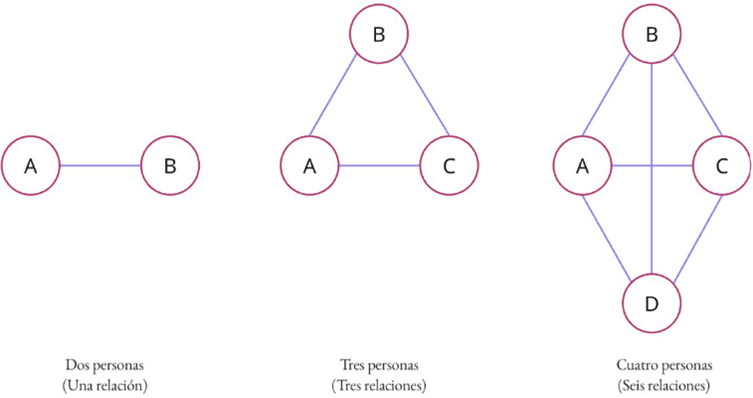 A
B
B
A
C
B
A
C
D
Dos personas
(Una relación)
Tres personas
(Tres relaciones)
Cuatro personas
(Seis relaciones)